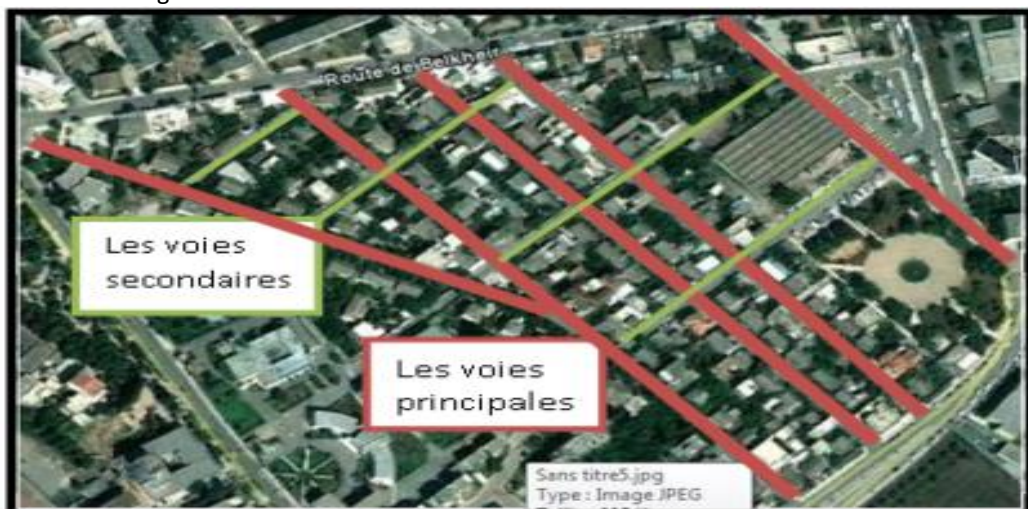 Route de Belkheir
Les voies
secondaires
Les voies
principales
Sans titre5.jpg
Type : Image JPEG